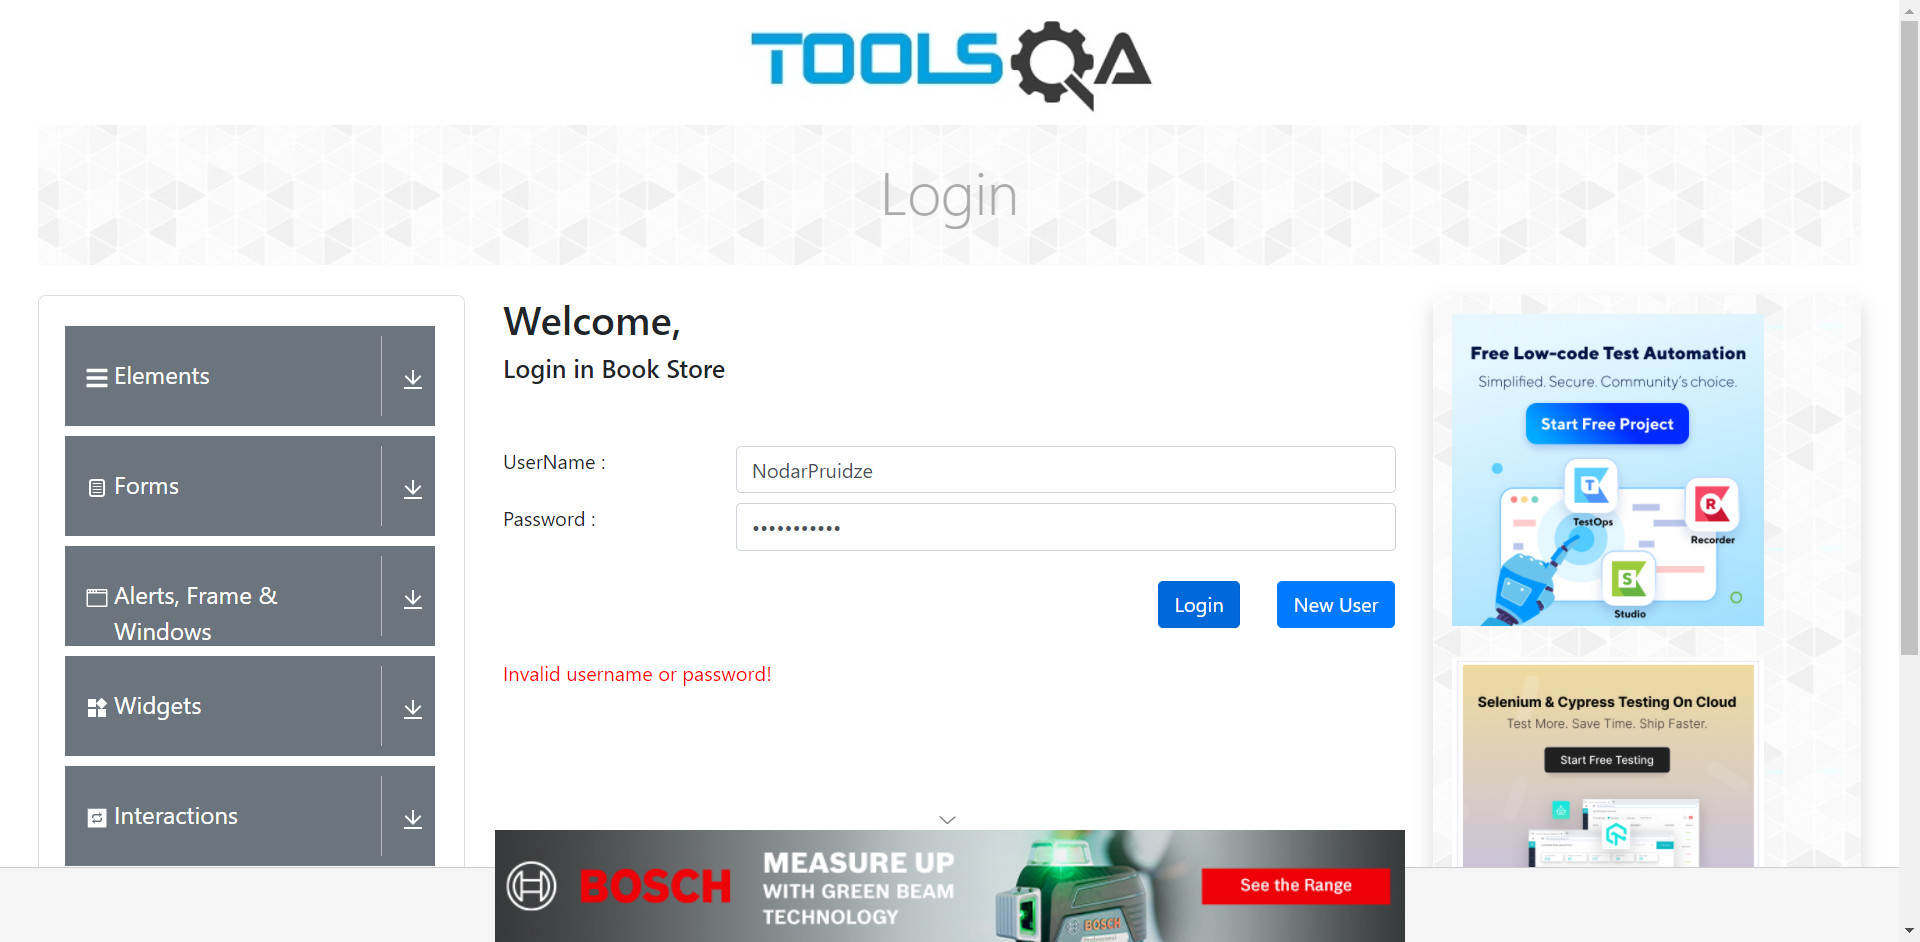 TOOLSQA
Login
Elements
Forms
Alerts, Frame &
Windows
Widgets
Interactions
Welcome,
Login in Book Store
UserName :
NodarPruidze
Password :
•••••••••••
Login
New User
Invalid username or password!
Free Low-code Test Automation
Simplified. Secure. Community's choice.
Start Free Project
TestOps
Recorder
Studio
Selenium & Cypress Testing On Cloud
Test More. Save Time. Ship Faster.
Start Free Testing
BOSCH
MEASURE UP
WITH GREEN BEAM
TECHNOLOGY
BOSCH
Professional
See the Range